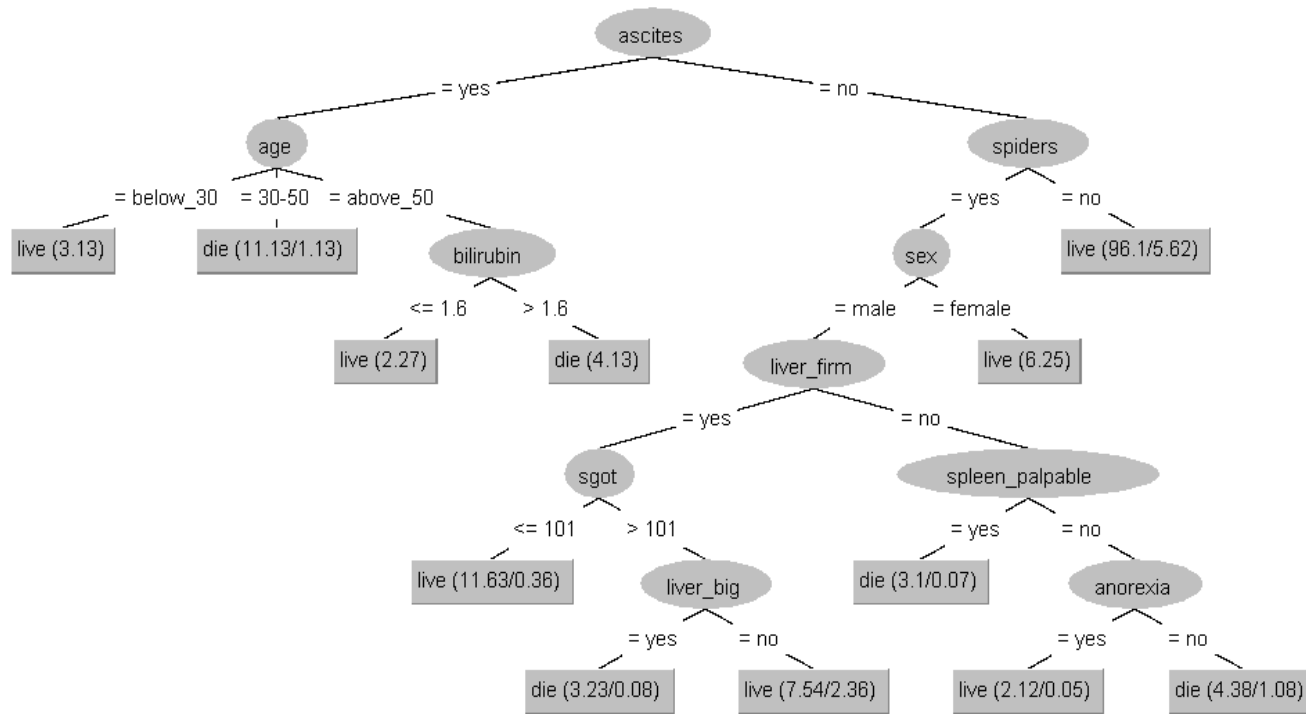 ascites
= yes
= no
age
spiders
= below_30
= 30-50
= above_50
= yes
= no
live (3.13)
die (11.13/1.13)
bilirubin
sex
live (96.1/5.62)
<= 1.6
> 1.6
= male
= female
live (2.27)
die (4.13)
liver_firm
live (6.25)
= yes
= no
sgot
spleen_palpable
<= 101
> 101
= yes
= no
live (11.63/0.36)
liver_big
die (3.1/0.07)
anorexia
= yes
= no
= yes
= no
die (3.23/0.08)
live (7.54/2.36)
live (2.12/0.05)
die (4.38/1.08)